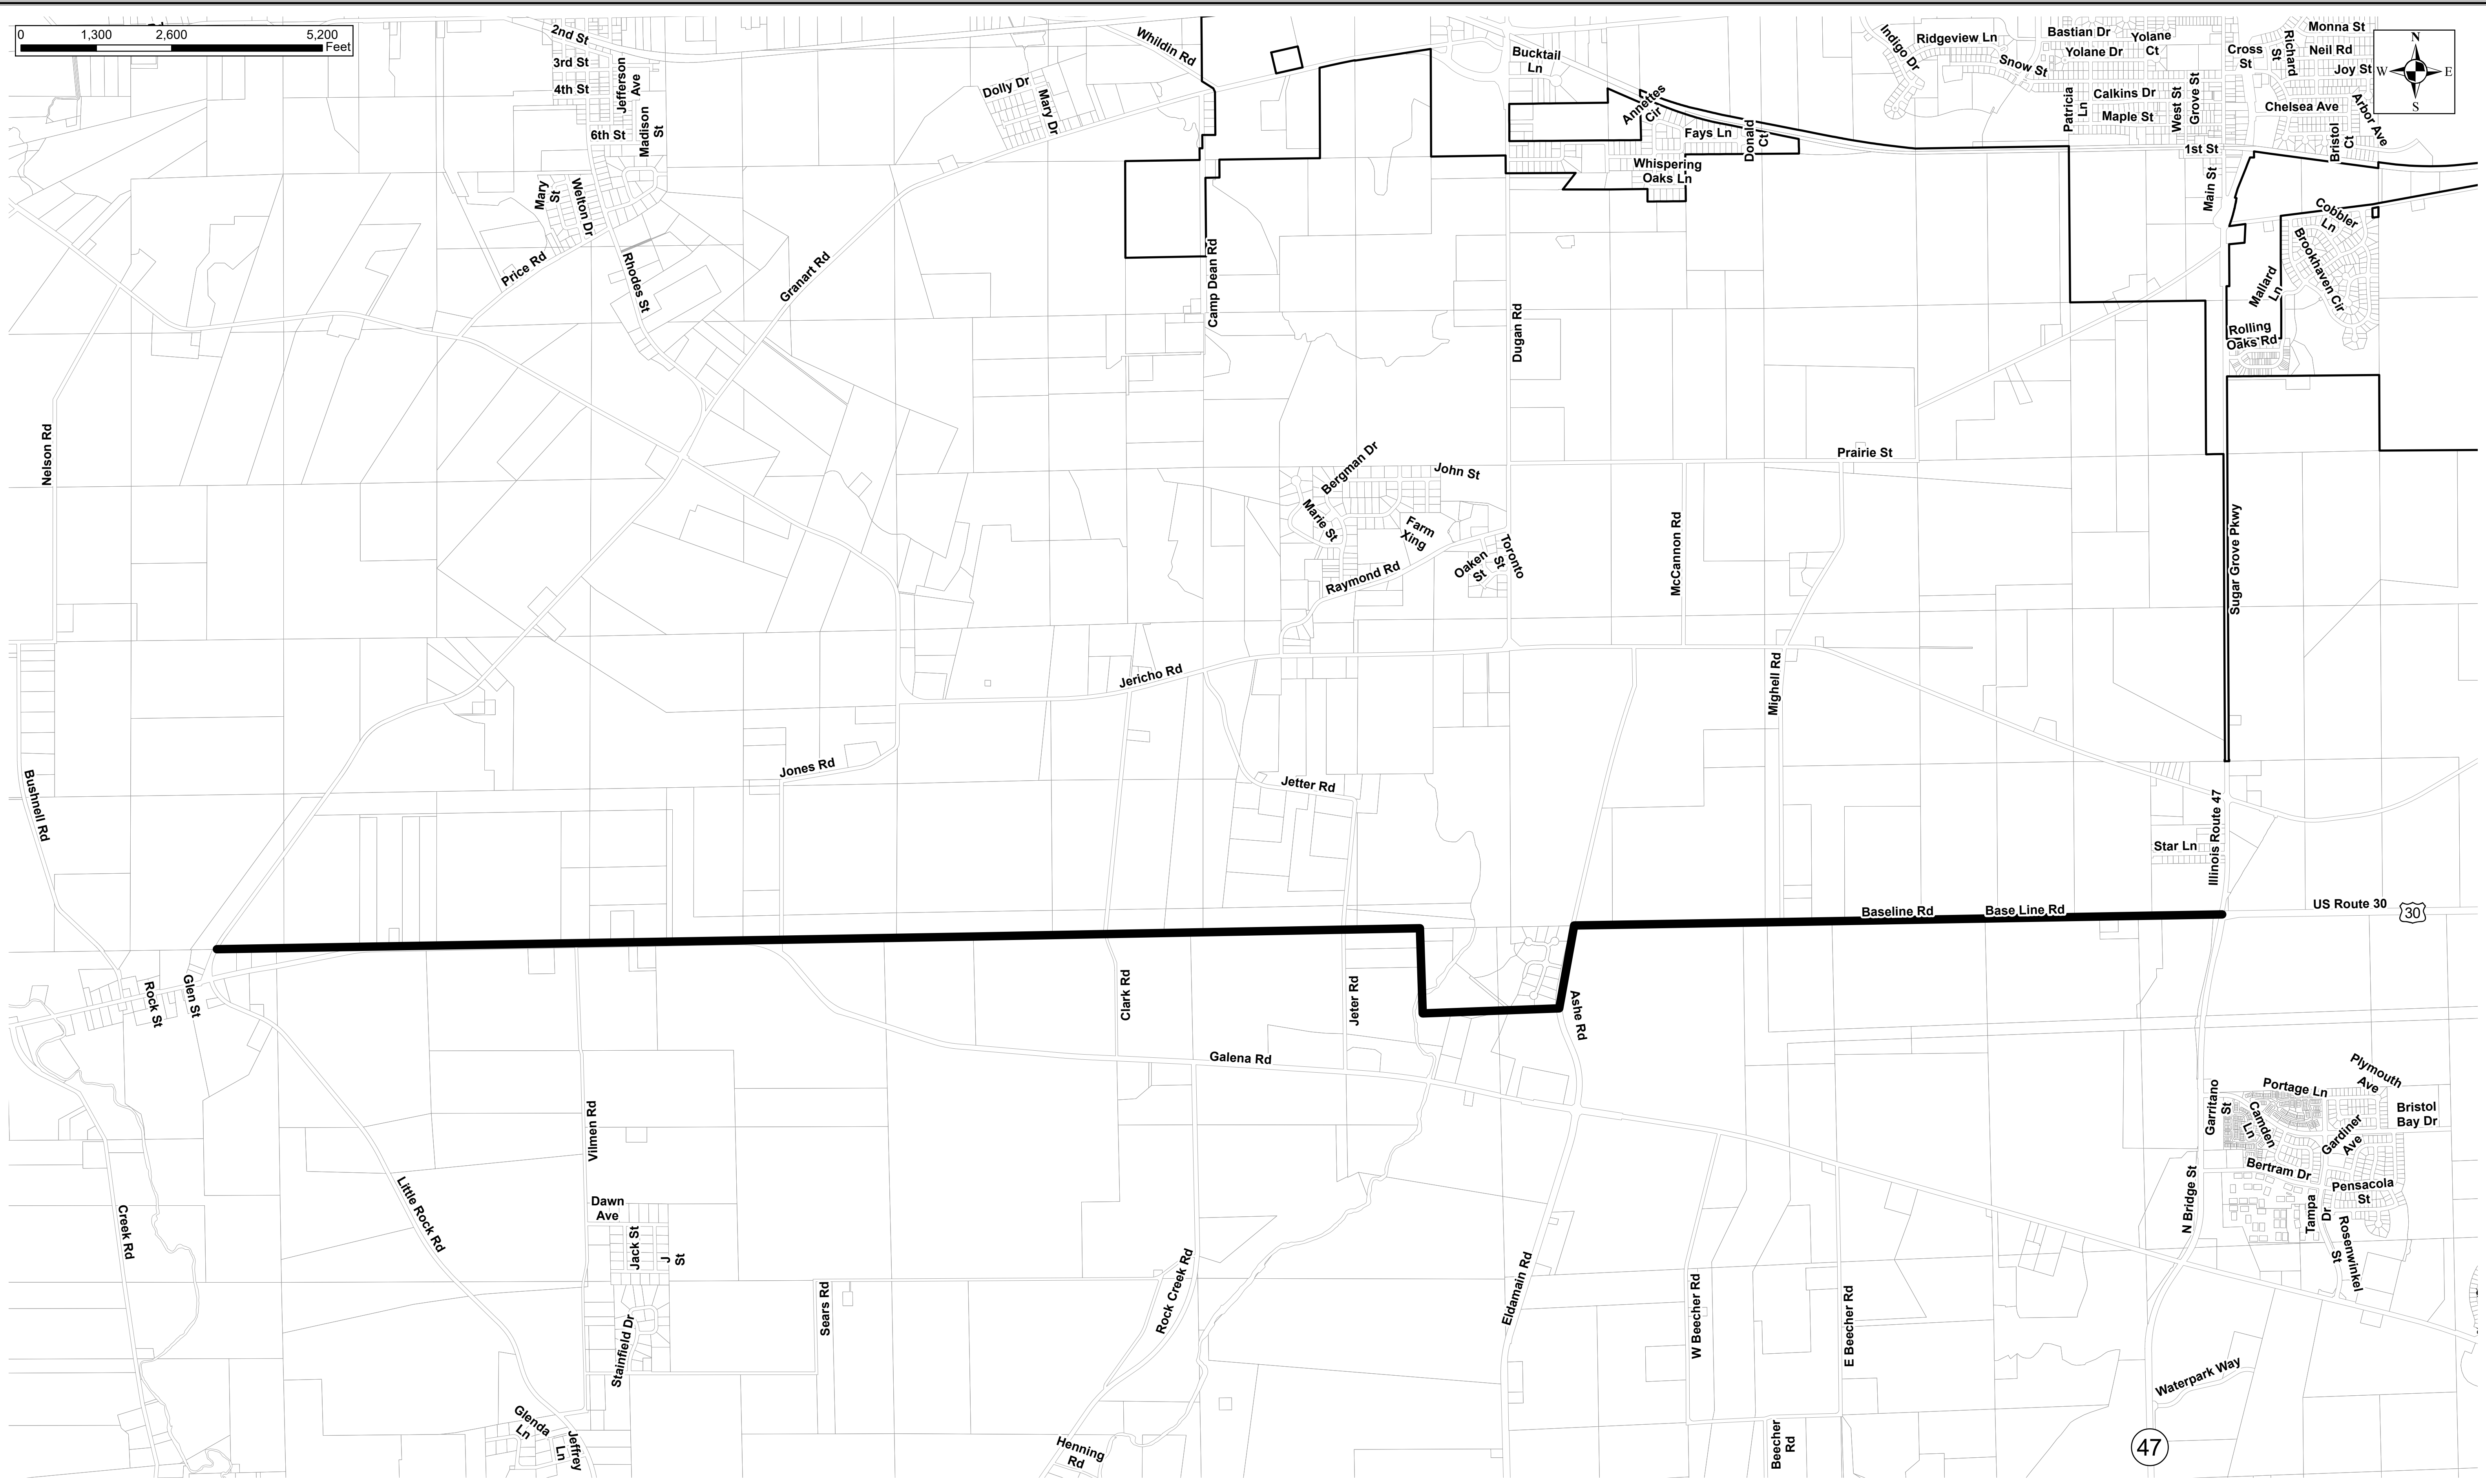 0 1,300 2,600 5,200
Feet
2nd St
3rd St
4th St
Jefferson
Ave
6th St
Madison
St
Whildin Rd
Dolly Dr
Mary Dr
Bucktail
Ln
Annettes
Cir
Fays Ln
Donald
Ct
Whispering
Oaks Ln
Indigo Dr
Ridgeview Ln
Snow St
Bastian Dr
Yolane
Ct
Yolane Dr
Calkins Dr
Patricia
Ln
Maple St
West St
Grove St
Cross
St
Richard
St
Monna St
Neil Rd
Joy St
Chelsea Ave
Arbor Ave
Bristol
Ct
1st St
Main St
N
W
E
S
Mary
St
Welton Dr
Price Rd
Rhodes St
Granart Rd
Camp Dean Rd
Dugan Rd
Cobbler
Ln
Brookhaven Cir
Mallard
Ln
Rolling
Oaks Rd
Nelson Rd
Bergman Dr
John St
Marie St
Farm
Xing
Raymond Rd
Oaken
St
Toronto
St
McCannon Rd
Prairie St
Sugar Grove Pkwy
Jericho Rd
Mighell Rd
Jones Rd
Jetter Rd
Bushnell Rd
Star Ln
Illinois Route 47
Baseline Rd
Base Line Rd
US Route 30
30
Rock St
Glen St
Clark Rd
Jeter Rd
Ashe Rd
Galena Rd
Vilmen Rd
Little Rock Rd
Creek Rd
Dawn
Ave
Jack St
J
St
Stainfield Dr
Sears Rd
Rock Creek Rd
Eldamain Rd
W Beecher Rd
E Beecher Rd
Beecher
Rd
Garritano
St
Portage Ln
Plymouth
Ave
Camden
Ln
Gardiner
Ave
Bristol
Bay Dr
Bertram Dr
Pensacola
St
Tampa
Dr
Rosenwinkel
St
N Bridge St
Waterpark Way
47
Glenda
Ln
Jeffrey
Ln
Henning
Rd